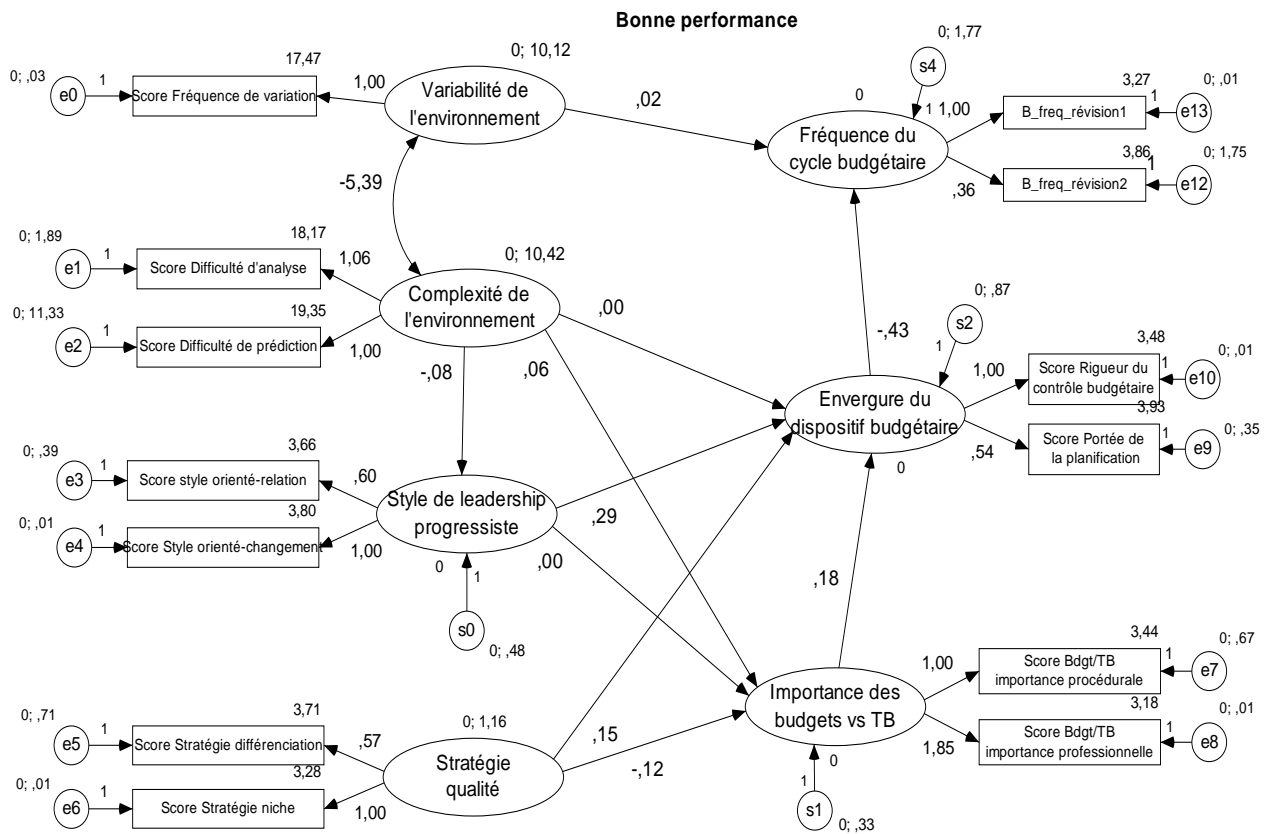 Bonne performance
0; ,03
1
e0
17,47
Score Fréquence de variation
1,00
0; 10,12
Variabilité de
l'environnement
,02
0; 1,77
s4
0
1
Fréquence du
cycle budgétaire
1,00
,36
3,27
B_freq_révision1
1
0; ,01
e13
3,86
B_freq_révision2
1
0; 1,75
e12
-5,39
0; 1,89
1
e1
18,17
Score Difficulté d'analyse
1,06
0; 11,33
1
e2
19,35
Score Difficulté de prédiction
1,00
0; 10,42
Complexité de
l'environnement
,00
-,08
,06
-,43
0; ,87
s2
1
Envergure du
dispositif budgétaire
0
1,00
,54
3,48
Score Rigueur du
contrôle budgétaire
1
0; ,01
e10
3,93
Score Portée de
la planification
1
0; ,35
e9
0; ,39
1
e3
3,66
Score style orienté-relation
,60
0; ,01
1
e4
3,80
Score Style orienté-changement
1,00
Style de leadership
progressiste
0
1
s0
0; ,48
,29
,00
,18
0; ,71
1
e5
3,71
Score Stratégie différenciation
,57
0; ,01
1
e6
3,28
Score Stratégie niche
1,00
0; 1,16
Stratégie
qualité
,15
-,12
Importance des
budgets vs TB
0
1
s1
0; ,33
1,00
1,85
3,44
Score Bdgt/TB
importance procédurale
1
0; ,67
e7
3,18
Score Bdgt/TB
importance professionnelle
1
0; ,01
e8